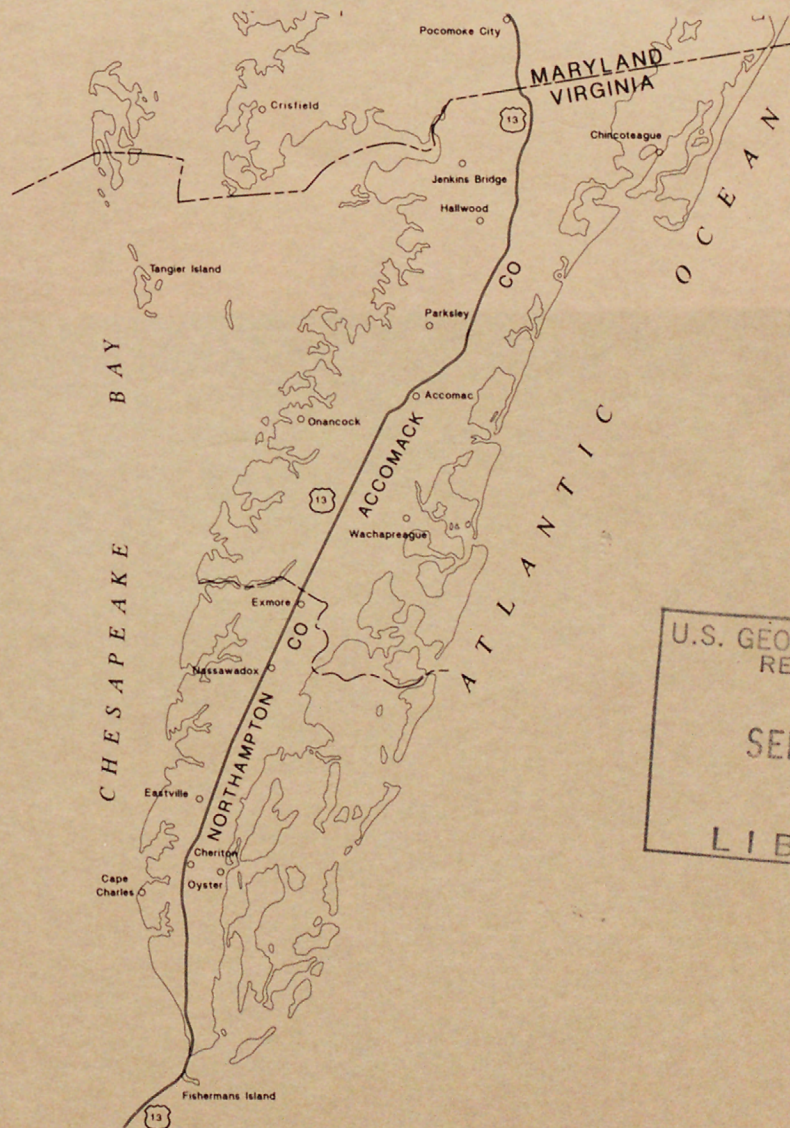 Pocomoke City
MARYLAND
VIRGINIA
13
Crisfield
Chincoteague
Jenkins Bridge
Hallwood
OCEAN
CO
Tangier Island
Parksley
BAY
Accomac
Onancock
ACCOMACK
13
ATLANTIC
Wachapreague
CHESAPEAKE
Exmore
CO
Nassawadox
NORTHAMPTON
Eastville
Cheriton
Cape
Charles
Oyster
Fishermans Island
13
U.S. GEO
RE
SE
LIB